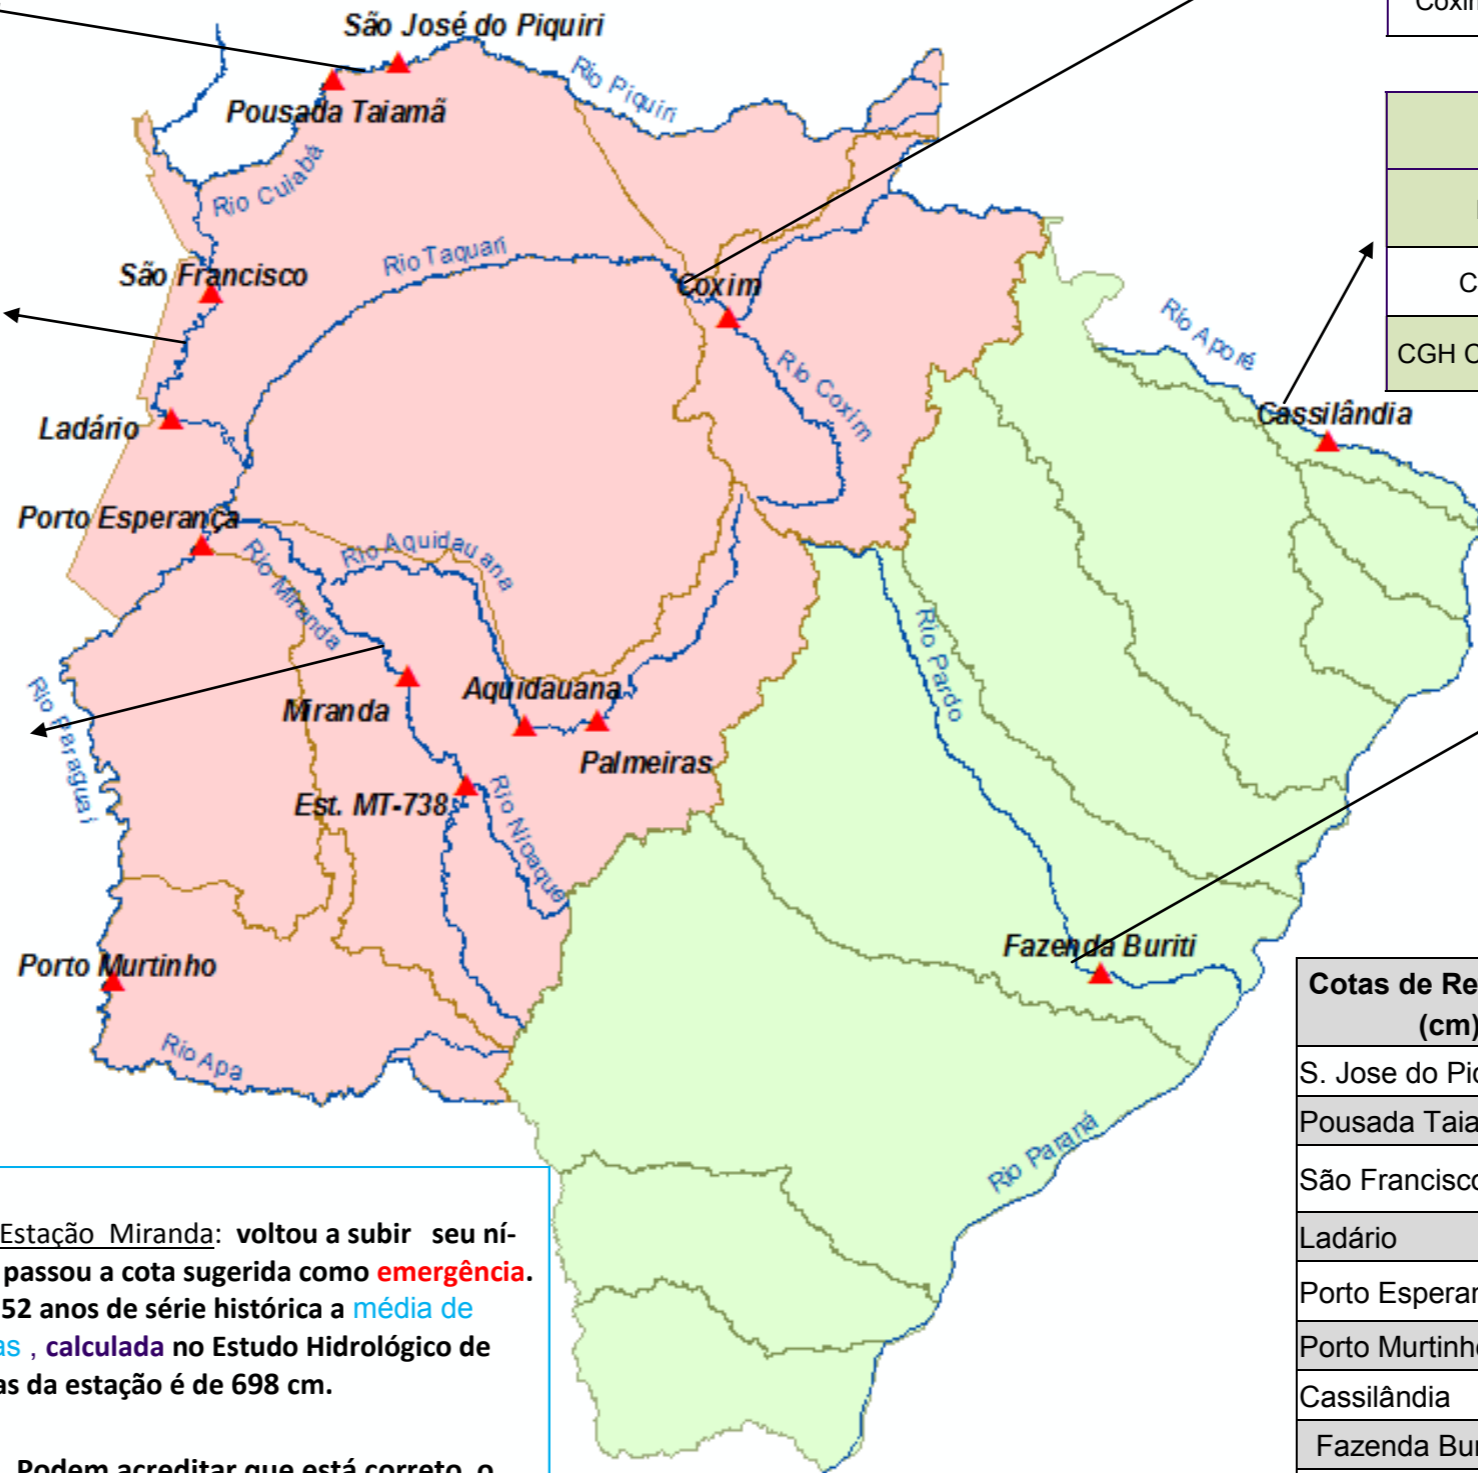 Coxim
São José do Piquiri
Rio Piquiri
Pousada Taiamã
Rio Cuiabá
São Francisco
Rio Taquari
Coxim
C
Rio Aporé
CGH C
Rio Coxim
Cassilândia
Ladário
Porto Esperança
Rio Aquidauana
Rio Miranda
Rio Pardo
Rio Paraguai
Miranda
Aquidauana
Palmeiras
Est. MT-738
Rio Nioaque
Fazenda Buriti
Porto Murtinho
Rio Apa
Rio Paraná
Cotas de Re
(cm)
S. Jose do Pi
Pousada Taia
São Francisco
Ladário
Porto Espera
Porto Murtinho
Cassilândia
Fazenda Bu
Estação Miranda: voltou a subir seu ní-
passou a cota sugerida como emergência.
52 anos de série histórica a média de
as , calculada no Estudo Hidrológico de
as da estação é de 698 cm.
Podem acreditar que está correto, o